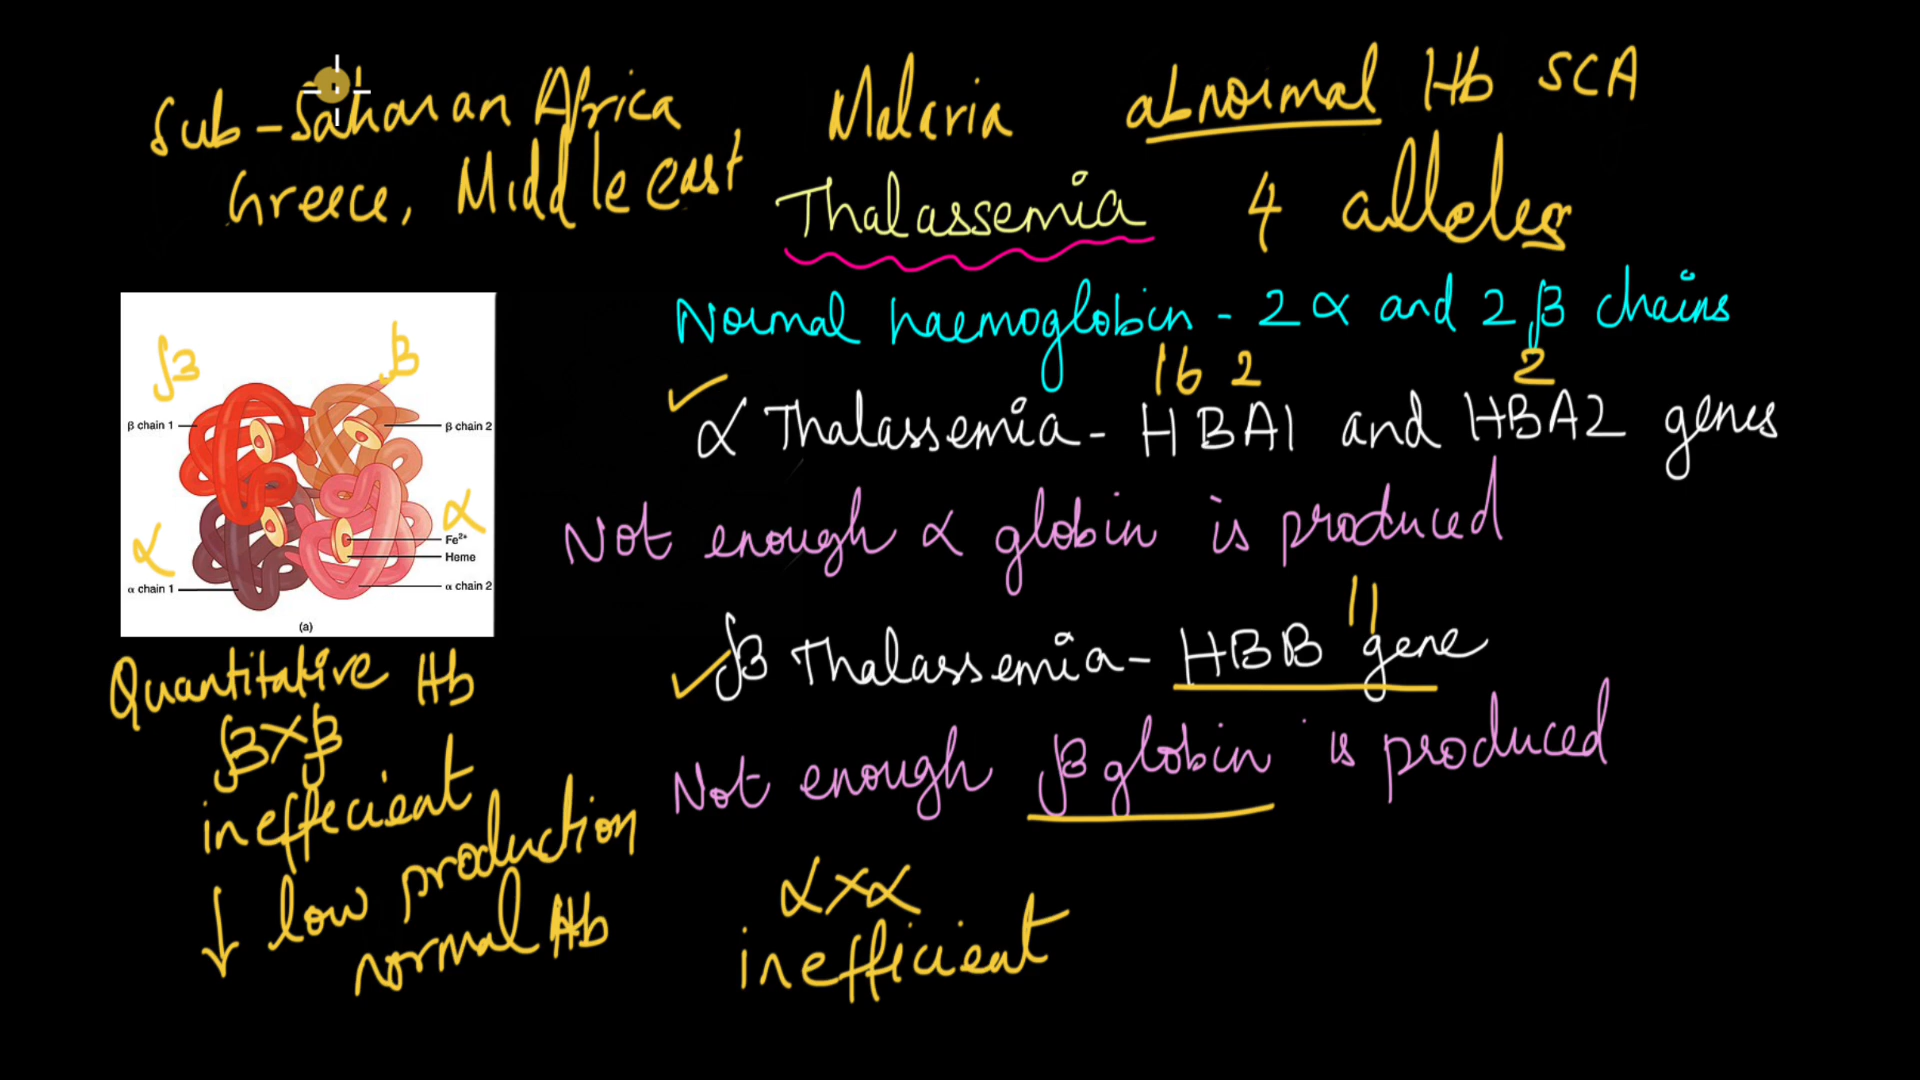 Sub-Saharan Africa
Greece, Middle east
Malaria
abnormal Hb SCA
Thalassemia
4 alleles
Normal haemoglobin - 2 α and 2 β chains
16 2 2
α Thalassemia - HBA1 and HBA2 genes
Not enough α globin is produced
11
β Thalassemia - HBB gene
Not enough β globin is produced
α x α
inefficient
β β
β chain 1
β chain 2
α α
Fe²⁺
Heme
α chain 1
α chain 2
(a)
Quantitative Hb
β x β
inefficient
↓ low production
normal Hb